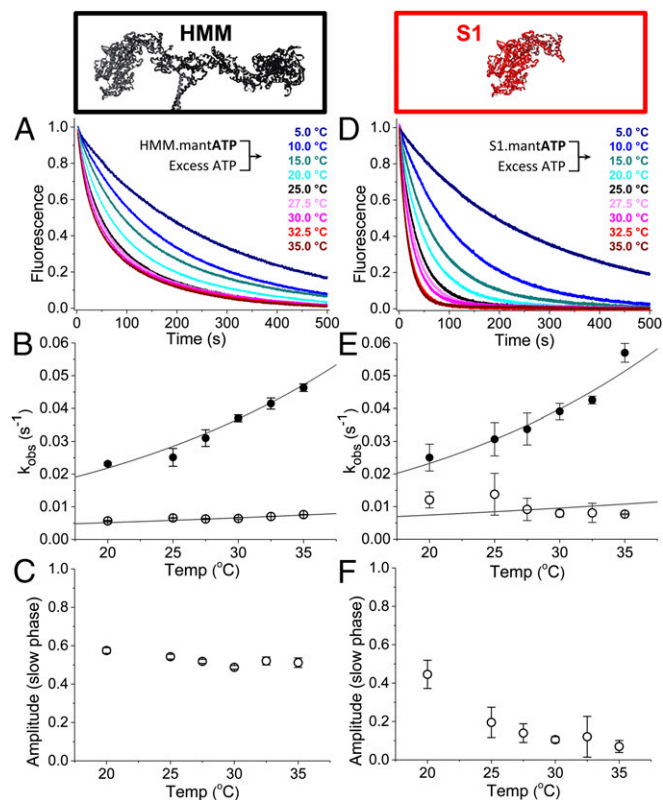 HMM
S1
A
HMM.mantATP
Excess ATP
5.0 °C
10.0 °C
15.0 °C
20.0 °C
25.0 °C
27.5 °C
30.0 °C
32.5 °C
35.0 °C
Fluorescence
1.0
0.8
0.6
0.4
0.2
0.0
0 100 200 300 400 500
Time (s)
D
S1.mantATP
Excess ATP
5.0 °C
10.0 °C
15.0 °C
20.0 °C
25.0 °C
27.5 °C
30.0 °C
32.5 °C
35.0 °C
Fluorescence
1.0
0.8
0.6
0.4
0.2
0.0
0 100 200 300 400 500
Time (s)
B
kobs (s-1)
0.06
0.05
0.04
0.03
0.02
0.01
0.00
20 25 30 35
Temp (oC)
E
kobs (s-1)
0.06
0.05
0.04
0.03
0.02
0.01
0.00
20 25 30 35
Temp (oC)
C
Amplitude (slow phase)
1.0
0.8
0.6
0.4
0.2
0.0
20 25 30 35
Temp (oC)
F
Amplitude (slow phase)
1.0
0.8
0.6
0.4
0.2
0.0
20 25 30 35
Temp (oC)